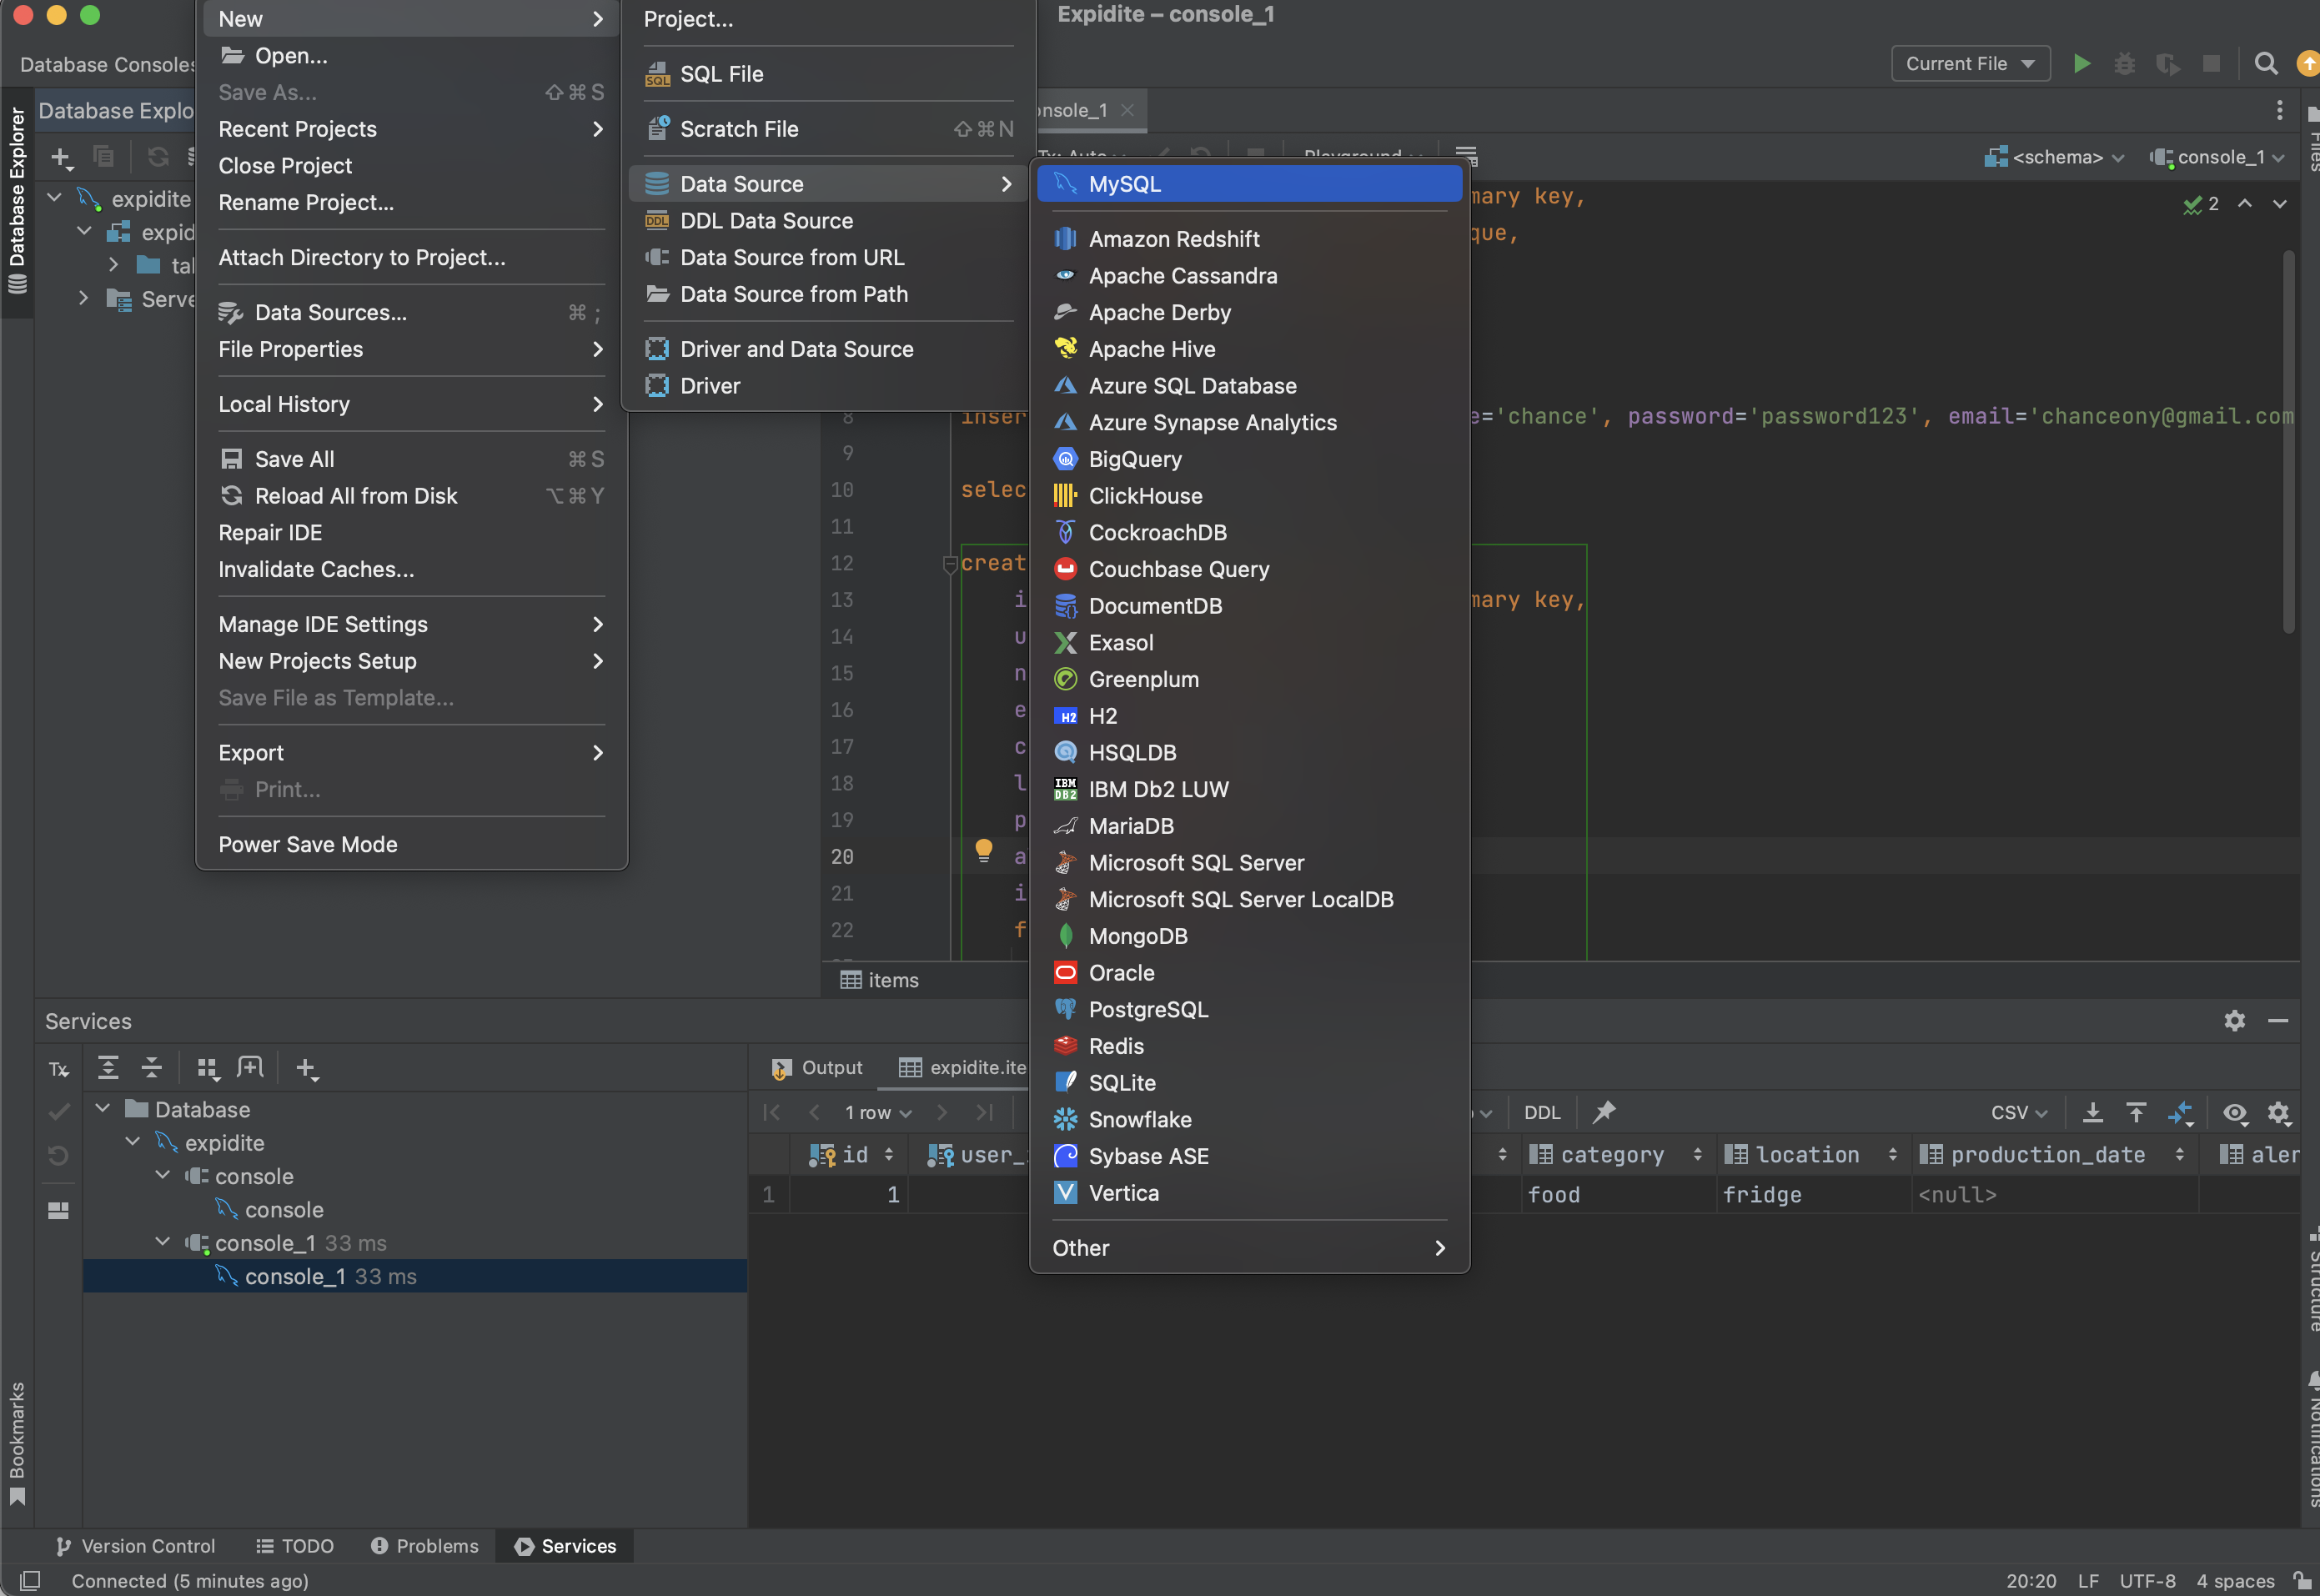 Expidite – console_1
Database Consoles
Current File
New
Open...
Save As... ⇧⌘S
Recent Projects
Close Project
Rename Project...
Attach Directory to Project...
Data Sources... ⌘;
File Properties
Local History
Save All ⌘S
Reload All from Disk ⌥⌘Y
Repair IDE
Invalidate Caches...
Manage IDE Settings
New Projects Setup
Save File as Template...
Export
Print...
Power Save Mode
Project...
SQL File
Scratch File ⇧⌘N
Data Source
DDL Data Source
Data Source from URL
Data Source from Path
Driver and Data Source
Driver
MySQL
Amazon Redshift
Apache Cassandra
Apache Derby
Apache Hive
Azure SQL Database
Azure Synapse Analytics
BigQuery
ClickHouse
CockroachDB
Couchbase Query
DocumentDB
Exasol
Greenplum
H2
HSQLDB
IBM Db2 LUW
MariaDB
Microsoft SQL Server
Microsoft SQL Server LocalDB
MongoDB
Oracle
PostgreSQL
Redis
SQLite
Snowflake
Sybase ASE
Vertica
Other
Database Explorer
Database Explo
expidite
expid
tal
Serve
onsole_1
Playground
<schema>
console_1
2
mary key,
que,
8 inser e='chance', password='password123', email='chanceony@gmail.com
9
10 selec
11
12 creat
13 i mary key,
14 u
15 n
16 e
17 c
18 l
19 p
20 a
21 i
22 f
items
Services
Tx
Database
expidite
console
console
console_1 33 ms
console_1 33 ms
Output
expidite.ite
1 row
DDL
CSV
id
user_
category
location
production_date
aler
1
1
food
fridge
<null>
Files
Structure
Notifications
Bookmarks
Version Control
TODO
Problems
Services
Connected (5 minutes ago)
20:20
LF
UTF-8
4 spaces